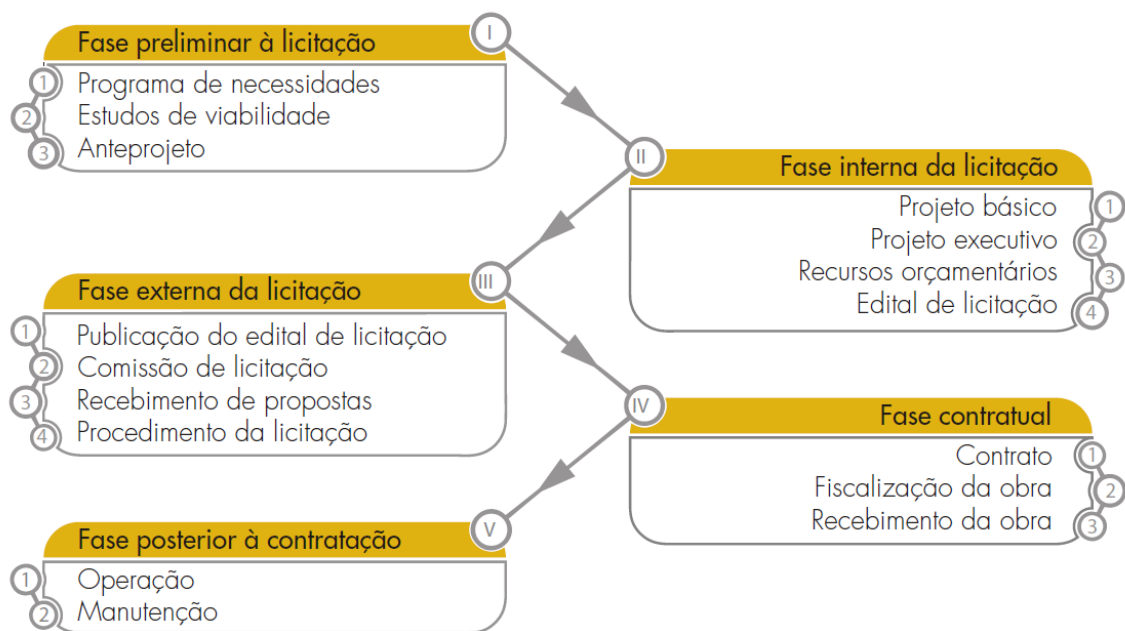 Fase preliminar à licitação
I
1 Programa de necessidades
2 Estudos de viabilidade
3 Anteprojeto
II
Fase interna da licitação
Projeto básico 1
Projeto executivo 2
Recursos orçamentários 3
Edital de licitação 4
Fase externa da licitação
III
1 Publicação do edital de licitação
2 Comissão de licitação
3 Recebimento de propostas
4 Procedimento da licitação
IV
Fase contratual
Contrato 1
Fiscalização da obra 2
Recebimento da obra 3
Fase posterior à contratação
V
1 Operação
2 Manutenção